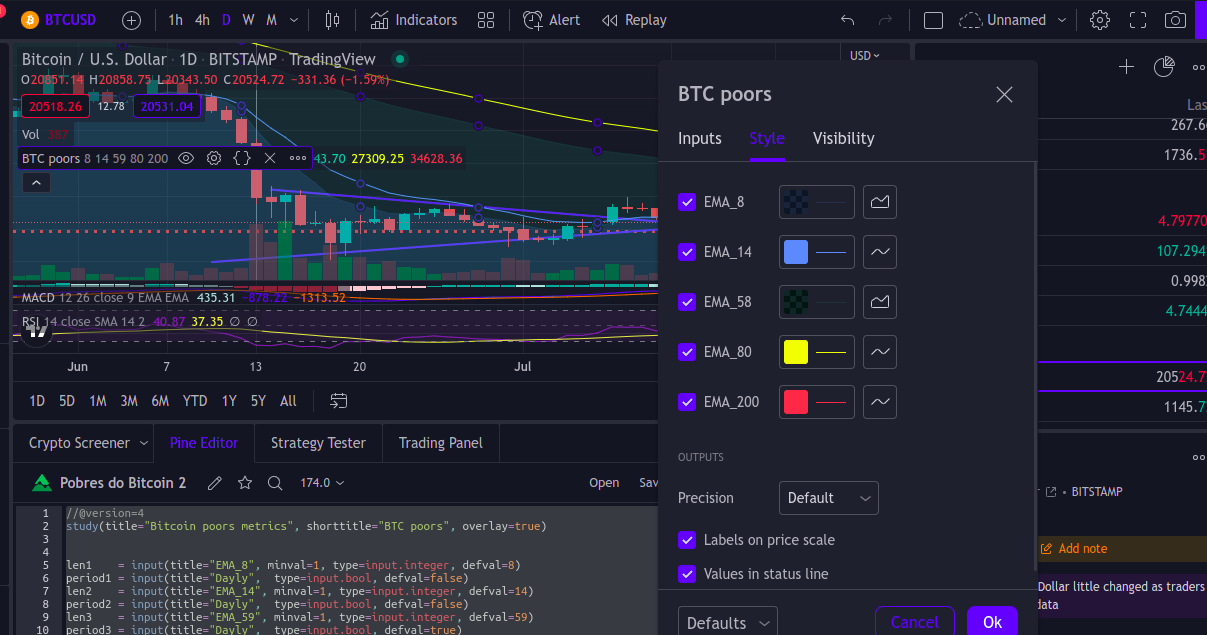 BTCUSD 1h 4h D W M Indicators Alert Replay Unnamed
Bitcoin / U.S. Dollar · 1D · BITSTAMP · TradingView
USD
O20851.14 H20858.75 L20343.50 C20524.72 −331.36 (−1.59%)
20518.26 12.78 20531.04
Vol 387
BTC poors 8 14 59 80 200 43.70 27309.25 34628.36
MACD 12 26 close 9 EMA EMA 435.31 −878.22 −1313.52
RSI 14 close SMA 14 2 40.87 37.35 ∅ ∅
Jun 7 13 20 Jul
1D 5D 1M 3M 6M YTD 1Y 5Y All
Crypto Screener Pine Editor Strategy Tester Trading Panel
Pobres do Bitcoin 2 174.0 Open Sav
1 //@version=4
2 study(title="Bitcoin poors metrics", shorttitle="BTC poors", overlay=true)
3
4
5 len1 = input(title="EMA_8", minval=1, type=input.integer, defval=8)
6 period1 = input(title="Dayly", type=input.bool, defval=false)
7 len2 = input(title="EMA_14", minval=1, type=input.integer, defval=14)
8 period2 = input(title="Dayly", type=input.bool, defval=false)
9 len3 = input(title="EMA_59", minval=1, type=input.integer, defval=59)
10 period3 = input(title="Dayly", type=input.bool, defval=true)
BTC poors
Inputs Style Visibility
EMA_8
EMA_14
EMA_58
EMA_80
EMA_200
OUTPUTS
Precision Default
Labels on price scale
Values in status line
Defaults Cancel Ok
Las
267.6
1736.5
4.79770
107.294
0.998
4.7444
20524.7
1145.7
BITSTAMP
Add note
Dollar little changed as traders
data